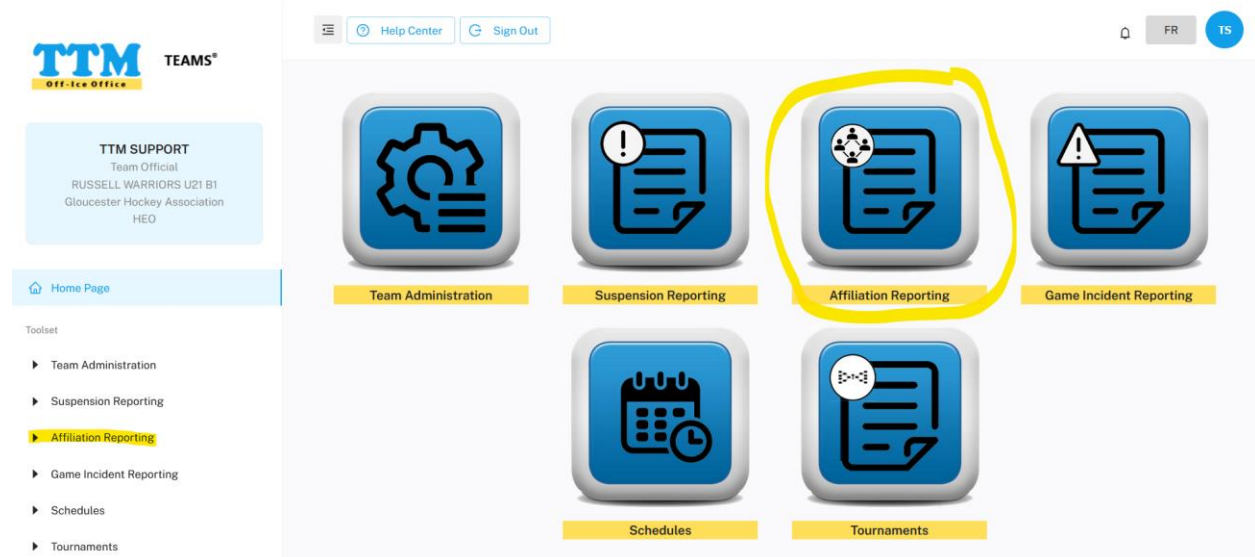 TTM TEAMS®
Off-Ice Office
TTM SUPPORT
Team Official
RUSSELL WARRIORS U21 B1
Gloucester Hockey Association
HEO
Home Page
Toolset
Team Administration
Suspension Reporting
Affiliation Reporting
Game Incident Reporting
Schedules
Tournaments
Help Center
Sign Out
FR
TS
Team Administration
Suspension Reporting
Affiliation Reporting
Game Incident Reporting
Schedules
Tournaments